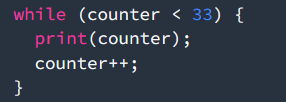 while (counter < 33) {
  print(counter);
  counter++;
}